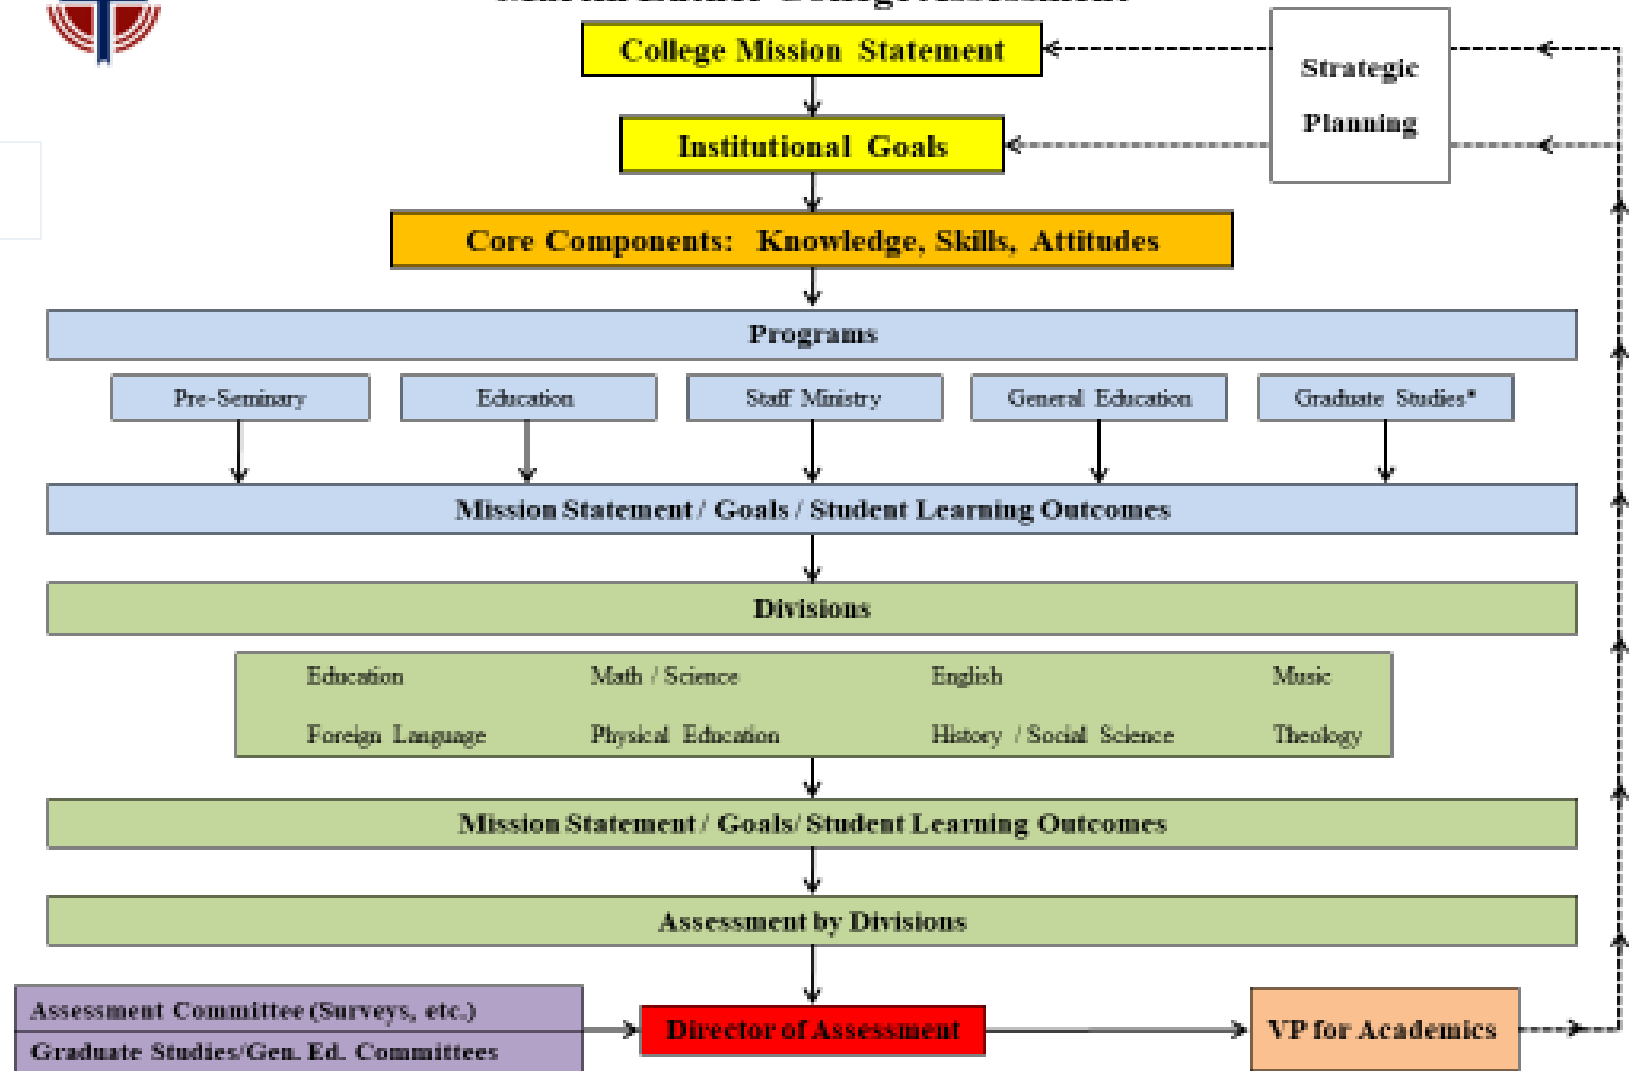 College Mission Statement
Strategic
Planning
Institutional Goals
Core Components: Knowledge, Skills, Attitudes
Programs
Pre-Seminary
Education
Staff Ministry
General Education
Graduate Studies*
Mission Statement / Goals / Student Learning Outcomes
Divisions
Education
Math / Science
English
Music
Foreign Language
Physical Education
History / Social Science
Theology
Mission Statement / Goals/ Student Learning Outcomes
Assessment by Divisions
Assessment Committee (Surveys, etc.)
Graduate Studies/Gen. Ed. Committees
Director of Assessment
VP for Academics